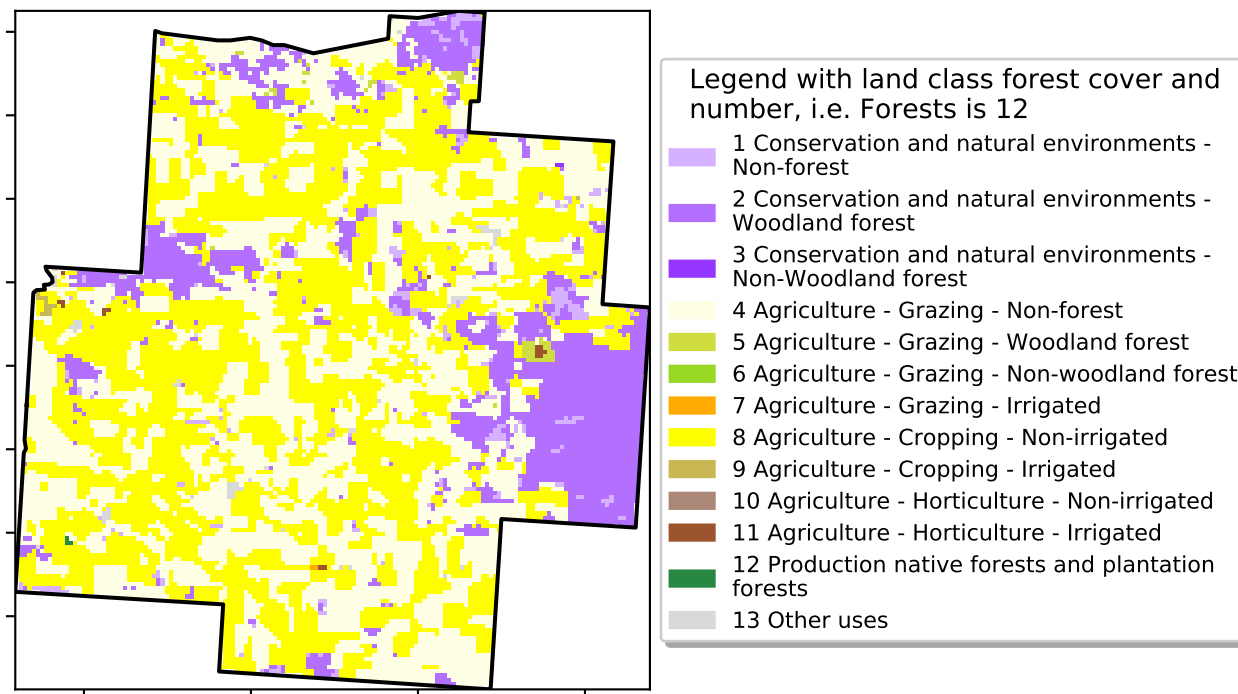 Legend with land class forest cover and
number, i.e. Forests is 12
1 Conservation and natural environments -
Non-forest
2 Conservation and natural environments -
Woodland forest
3 Conservation and natural environments -
Non-Woodland forest
4 Agriculture - Grazing - Non-forest
5 Agriculture - Grazing - Woodland forest
6 Agriculture - Grazing - Non-woodland forest
7 Agriculture - Grazing - Irrigated
8 Agriculture - Cropping - Non-irrigated
9 Agriculture - Cropping - Irrigated
10 Agriculture - Horticulture - Non-irrigated
11 Agriculture - Horticulture - Irrigated
12 Production native forests and plantation
forests
13 Other uses